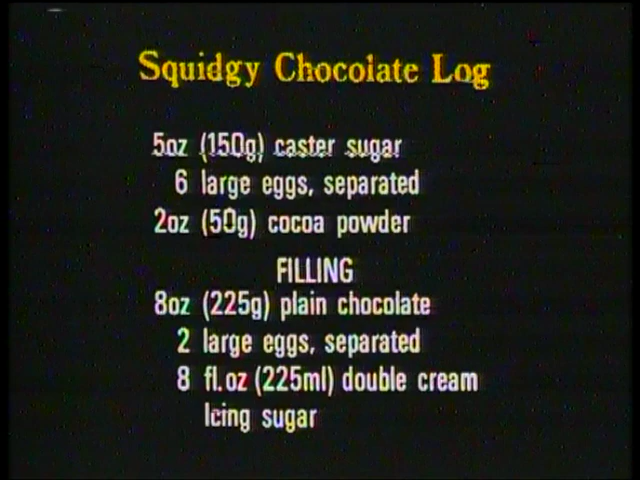 Squidgy Chocolate Log
5oz (150g) caster sugar
6 large eggs, separated
2oz (50g) cocoa powder
FILLING
8oz (225g) plain chocolate
2 large eggs, separated
8 fl.oz (225ml) double cream
Icing sugar